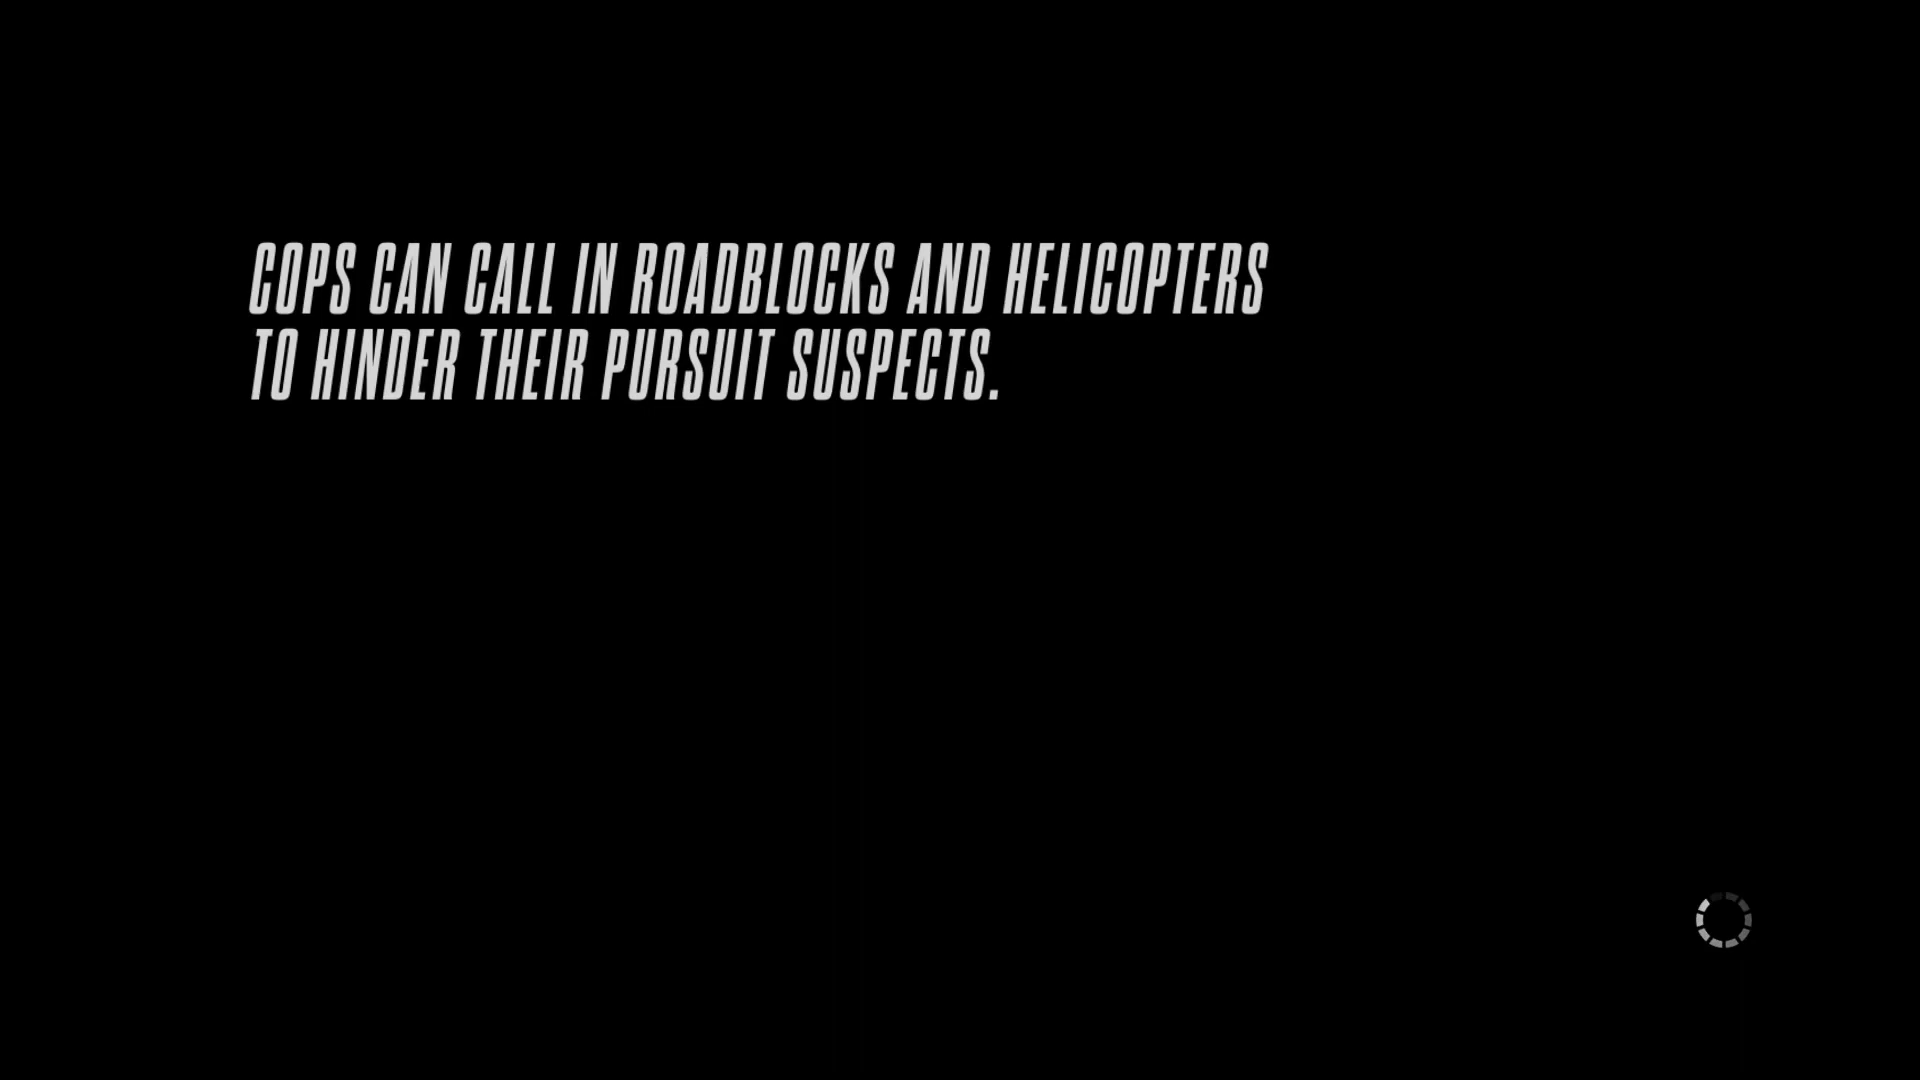 COPS CAN CALL IN ROADBLOCKS AND HELICOPTERS
TO HINDER THEIR PURSUIT SUSPECTS.